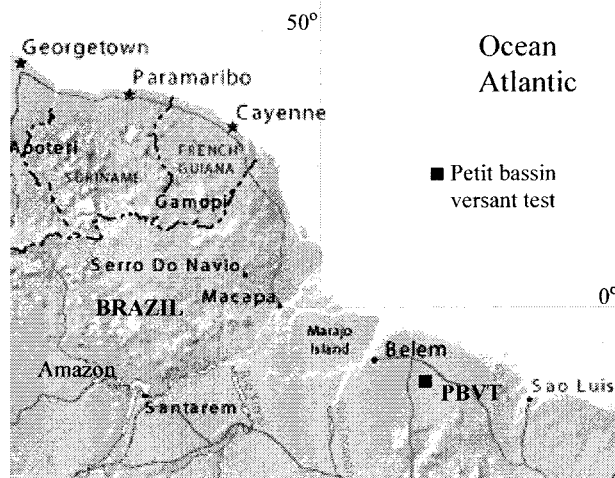 50°
Georgetown
Ocean
Atlantic
Paramaribo
Cayenne
Apoteri
FRENCH
GUIANA
SURINAME
Gamopi
■ Petit bassin
versant test
Serro Do Navio
BRAZIL
Macapa
0°
Marajo
Island
Belem
Amazon
PBVT
Sao Luis
Santarem